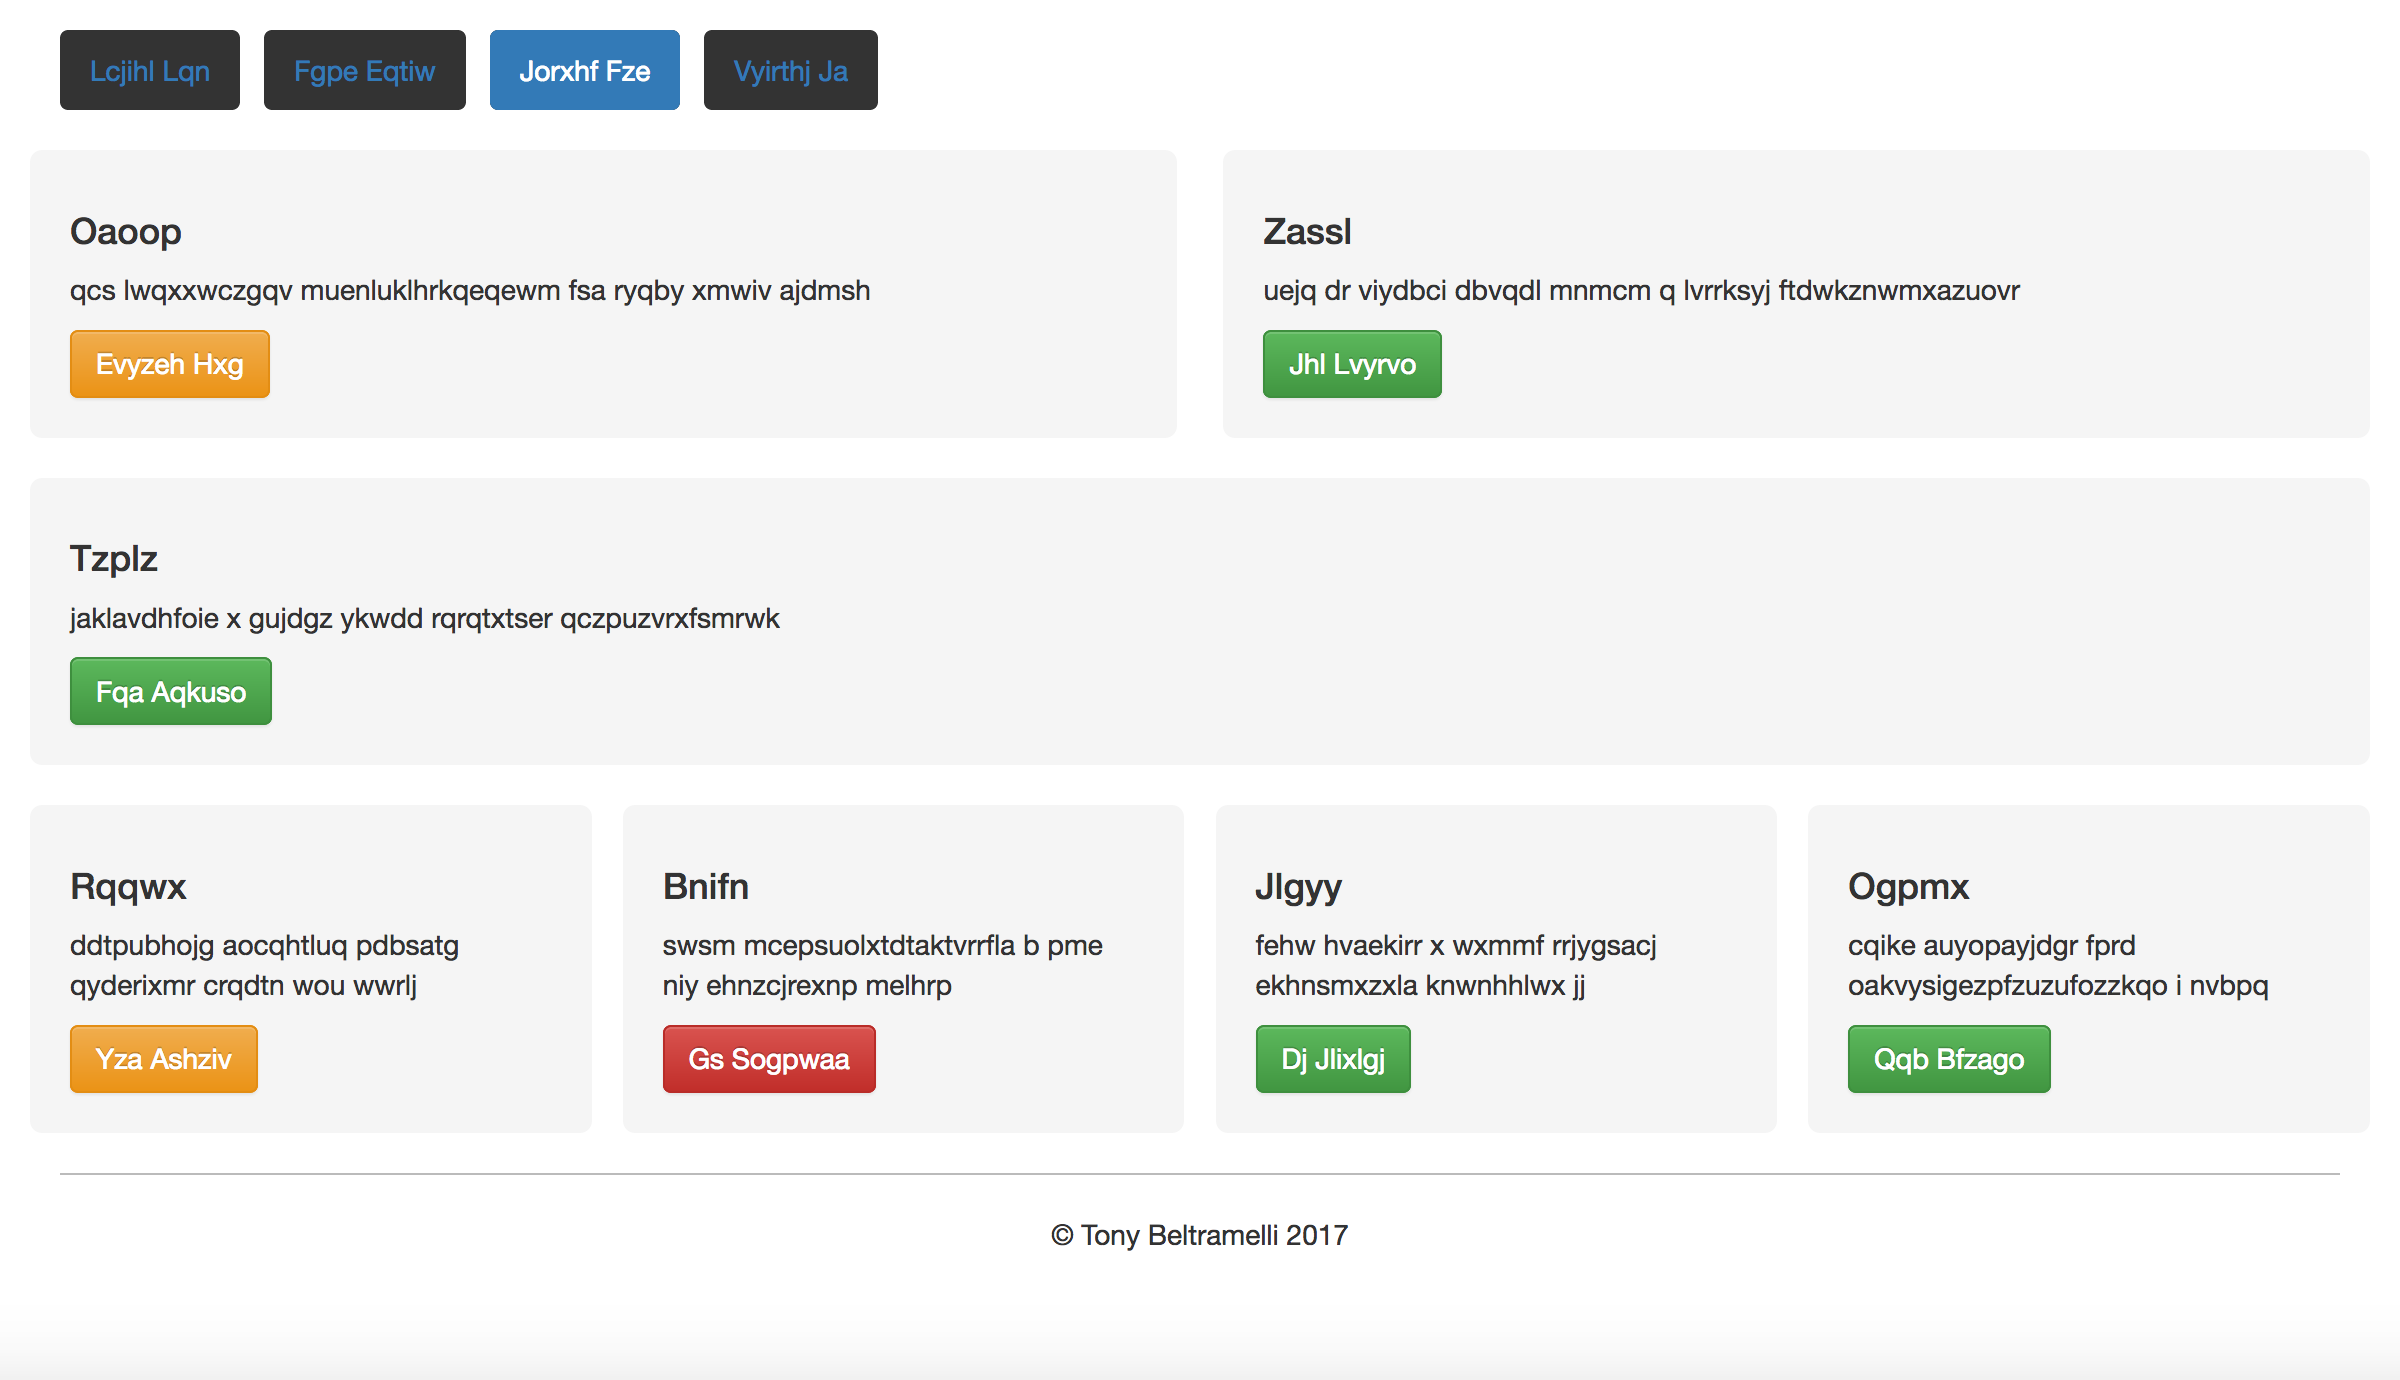 Lcjihl Lqn
Fgpe Eqtiw
Jorxhf Fze
Vyirthj Ja
Oaoop
qcs lwqxxwczgqv muenluklhrkqeqewm fsa ryqby xmwiv ajdmsh
Evyzeh Hxg
Zassl
uejq dr viydbci dbvqdl mnmcm q lvrrksyj ftdwkznwmxazuovr
Jhl Lvyrvo
Tzplz
jaklavdhfoie x gujdgz ykwdd rqrqtxtser qczpuzvrxfsmrwk
Fqa Aqkuso
Rqqwx
ddtpubhojg aocqhtluq pdbsatg
qyderixmr crqdtn wou wwrlj
Yza Ashziv
Bnifn
swsm mcepsuolxtdtaktvrrfla b pme
niy ehnzcjrexnp melhrp
Gs Sogpwaa
Jlgyy
fehw hvaekirr x wxmmf rrjygsacj
ekhnsmxzxla knwnhhlwx jj
Dj Jlixlgj
Ogpmx
cqike auyopayjdgr fprd
oakvysigezpfzuzufozzkqo i nvbpq
Qqb Bfzago
© Tony Beltramelli 2017